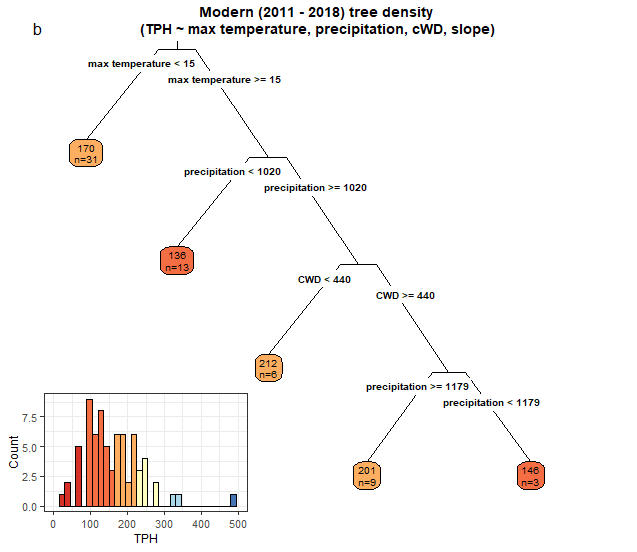 Modern (2011 - 2018) tree density
b
(TPH ~ max temperature, precipitation, cWD, slope)
max temperature < 15
max temperature >= 15
170
n=31
precipitation < 1020
precipitation >= 1020
136
n=13
CWD < 440
CWD >= 440
212
n=6
precipitation >= 1179
precipitation < 1179
201
n=9
146
n=3
7.5
5.0
2.5
0.0
Count
0
100
200
300
400
500
TPH